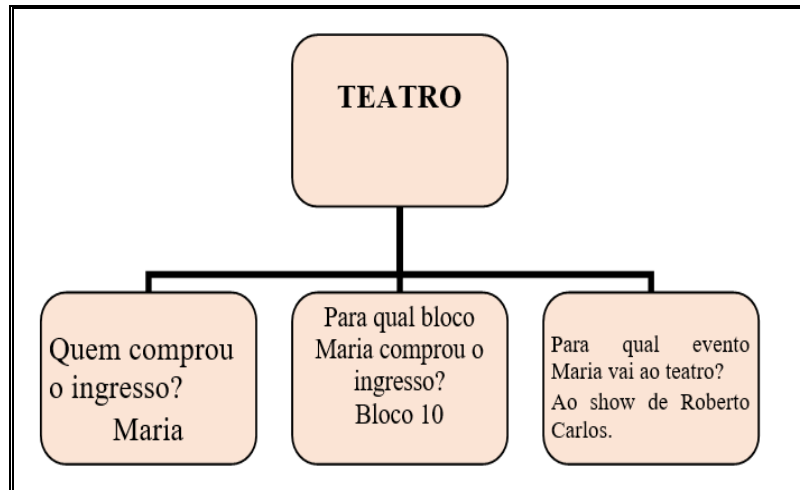 TEATRO
Quem comprou
o ingresso?
Maria
Para qual bloco
Maria comprou o
ingresso?
Bloco 10
Para qual evento
Maria vai ao teatro?
Ao show de Roberto
Carlos.